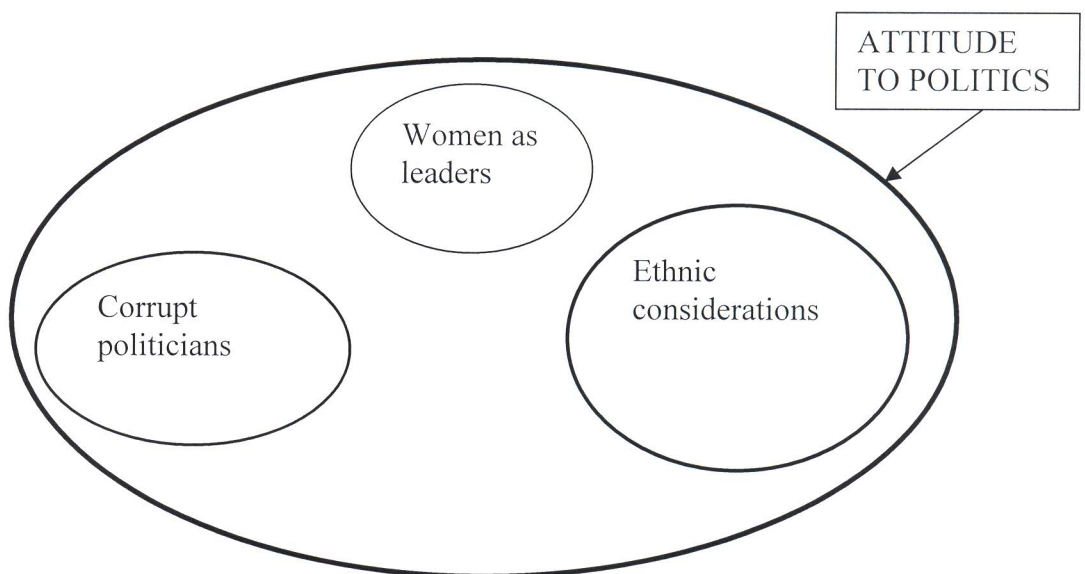 ATTITUDE
TO POLITICS
Women as
leaders
Ethnic
considerations
Corrupt
politicians